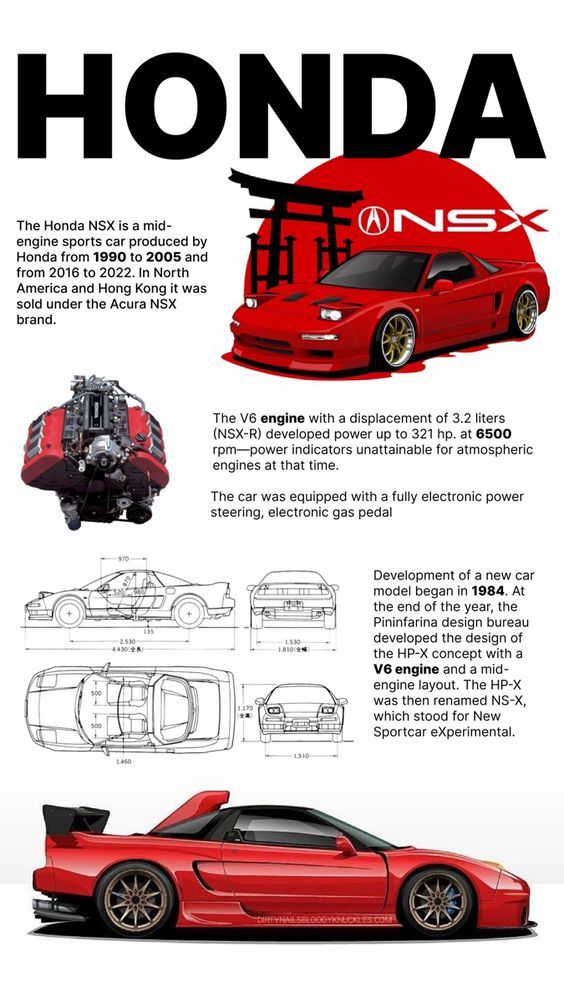 HONDA
NSX
The Honda NSX is a mid-
engine sports car produced by
Honda from 1990 to 2005 and
from 2016 to 2022. In North
America and Hong Kong it was
sold under the Acura NSX
brand.
The V6 engine with a displacement of 3.2 liters
(NSX-R) developed power up to 321 hp. at 6500
rpm—power indicators unattainable for atmospheric
engines at that time.
The car was equipped with a fully electronic power
steering, electronic gas pedal
970
810
320
980
135
2.530
4.430(全長)
1.530
1.810(全幅)
Development of a new car
model began in 1984. At
the end of the year, the
Pininfarina design bureau
developed the design of
the HP-X concept with a
V6 engine and a mid-
engine layout. The HP-X
was then renamed NS-X,
which stood for New
Sportcar eXperimental.
500
500
1.460
1.170
(全高)
1.510
DIRTYNAILSBLOODYKNUCKLES.COM